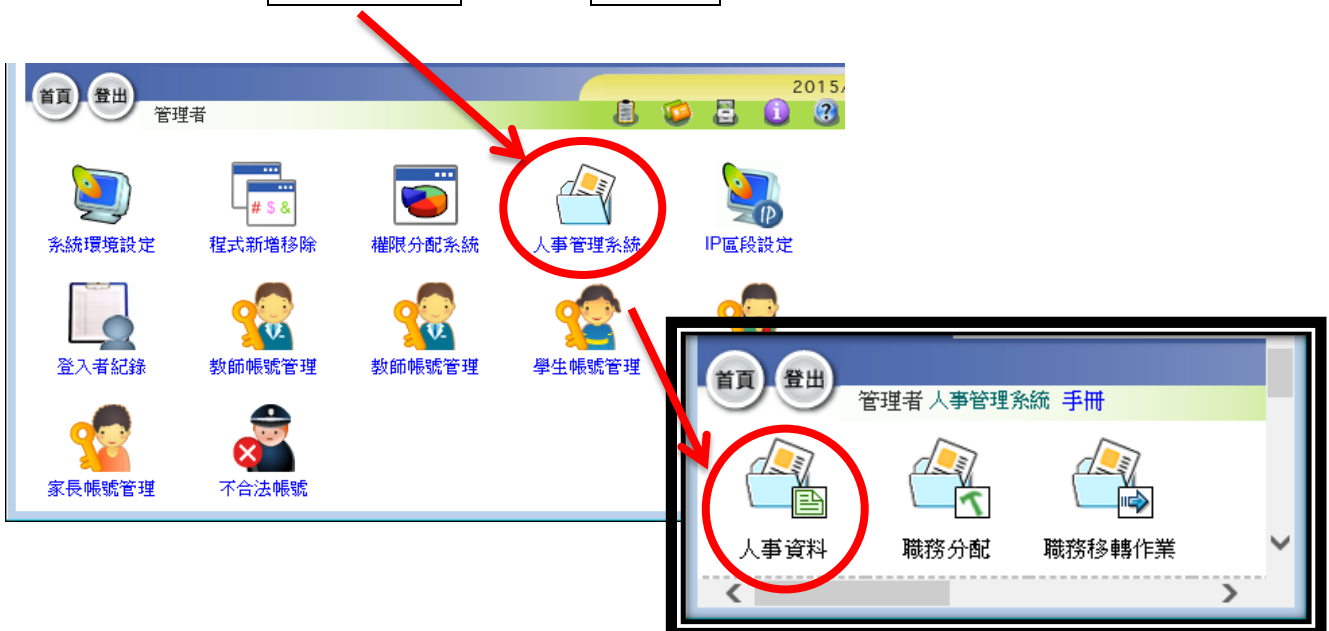 首頁 登出 2015/
管理者
# $ &
IP
系統環境設定 程式新增移除 權限分配系統 人事管理系統 IP區段設定
登入者紀錄 教師帳號管理 教師帳號管理 學生帳號管理
家長帳號管理 不合法帳號
首頁 登出
管理者 人事管理系統 手冊
人事資料 職務分配 職務移轉作業